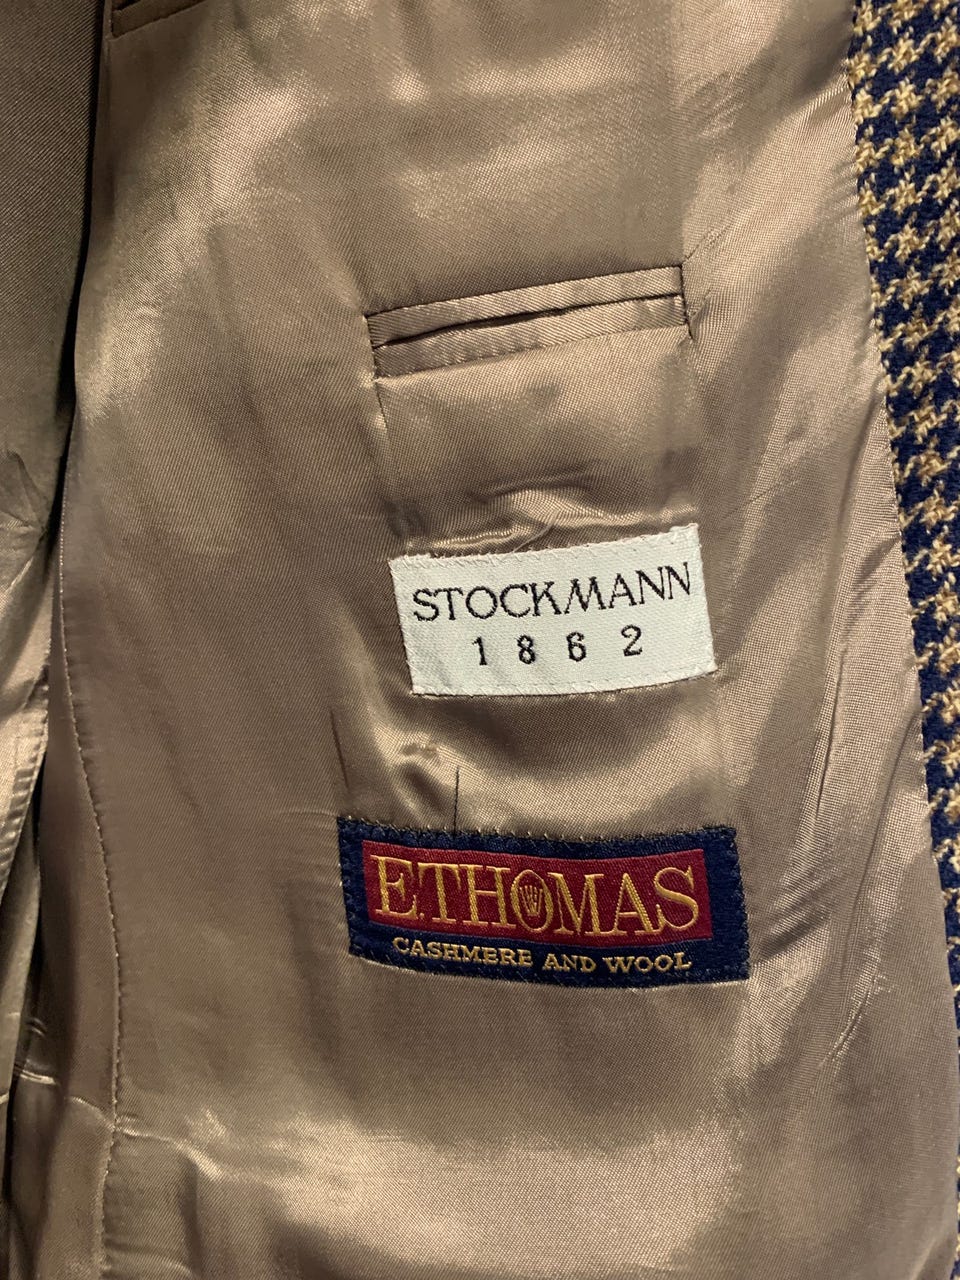 STOCKMANN
1862
E.THOMAS
CASHMERE AND WOOL